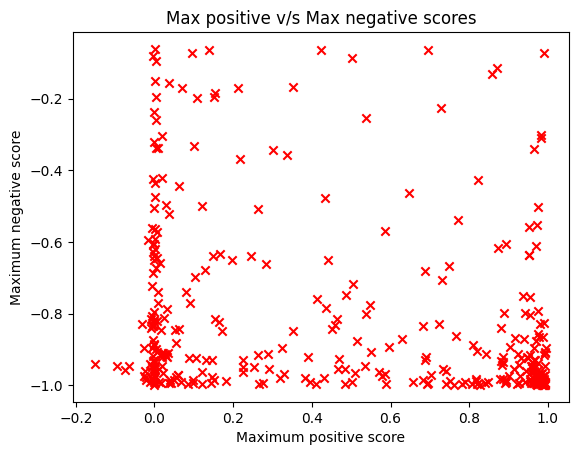 Max positive v/s Max negative scores
−0.2
−0.4
−0.6
−0.8
−1.0
Maximum negative score
−0.2 0.0 0.2 0.4 0.6 0.8 1.0
Maximum positive score